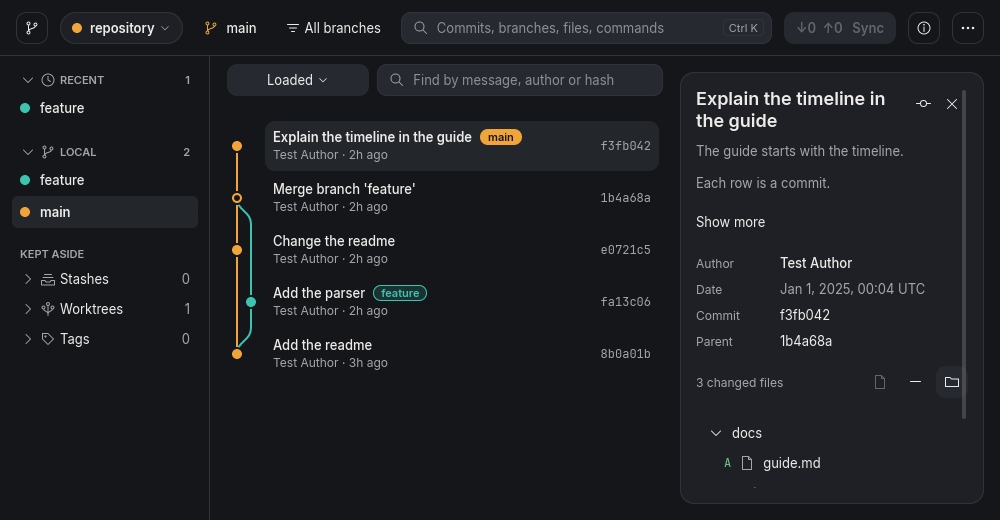 repository
main
All branches
Commits, branches, files, commands
Ctrl K
↓0 ↑0 Sync
RECENT 1
feature
LOCAL 2
feature
main
KEPT ASIDE
Stashes 0
Worktrees 1
Tags 0
Loaded
Find by message, author or hash
Explain the timeline in the guide main
Test Author · 2h ago
f3fb042
Merge branch 'feature'
Test Author · 2h ago
1b4a68a
Change the readme
Test Author · 2h ago
e0721c5
Add the parser feature
Test Author · 2h ago
fa13c06
Add the readme
Test Author · 3h ago
8b0a01b
Explain the timeline in
the guide
The guide starts with the timeline.
Each row is a commit.
Show more
Author Test Author
Date Jan 1, 2025, 00:04 UTC
Commit f3fb042
Parent 1b4a68a
3 changed files
docs
A guide.md